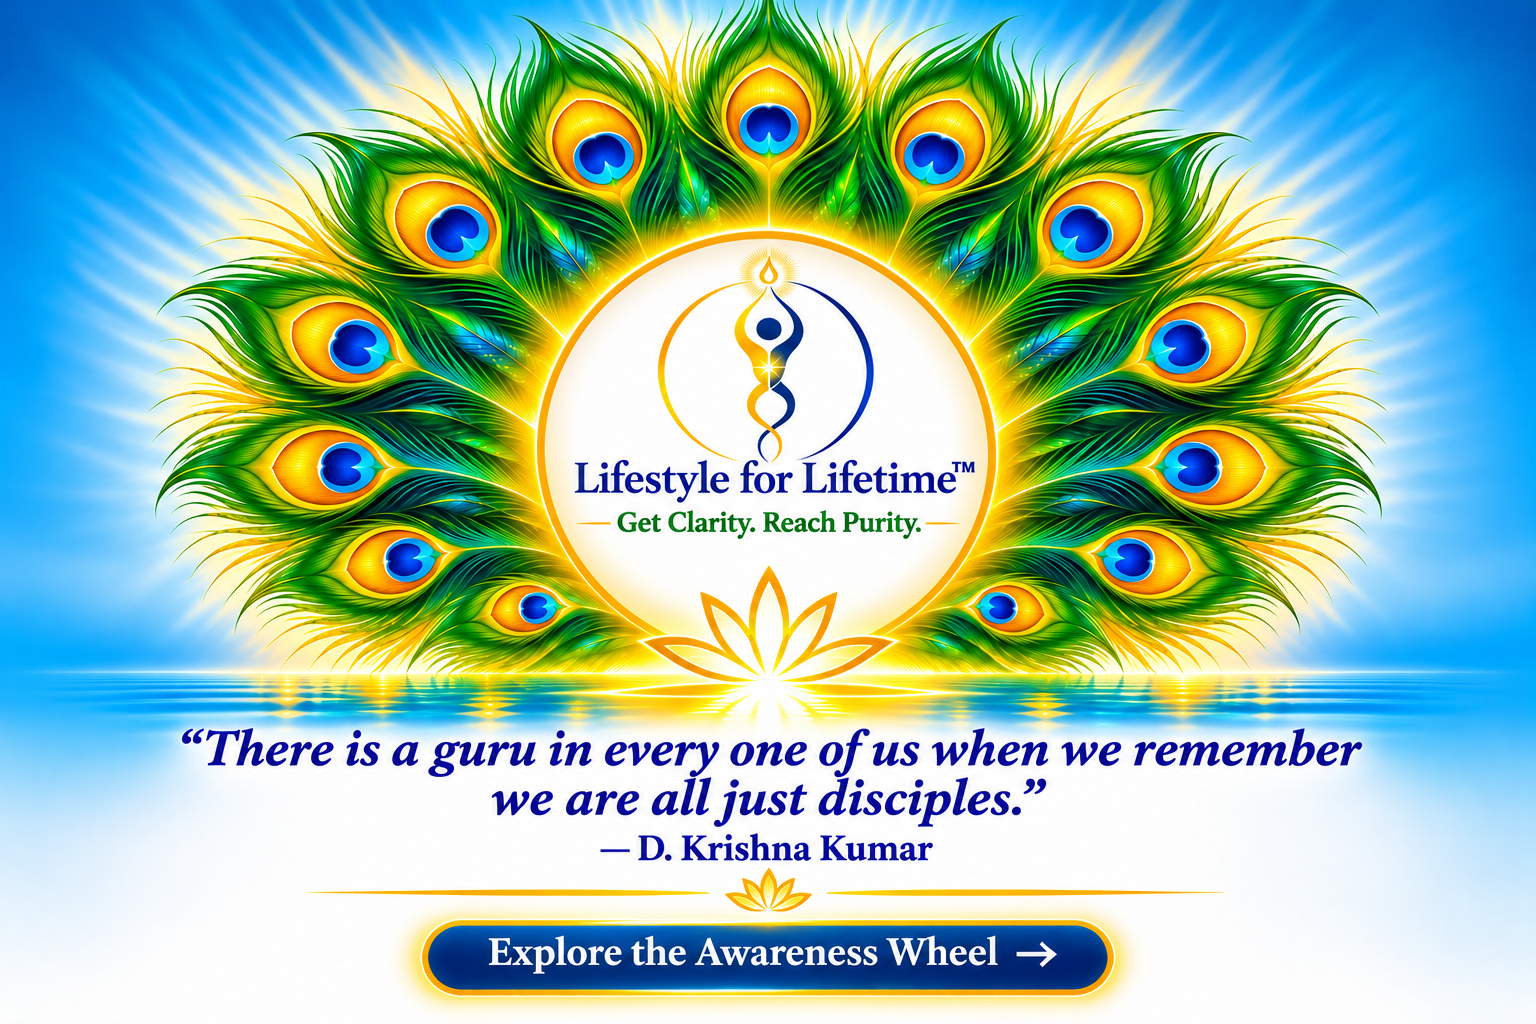 Lifestyle for Lifetime™
Get Clarity. Reach Purity.
“There is a guru in every one of us when we remember
we are all just disciples.”
— D. Krishna Kumar
Explore the Awareness Wheel →